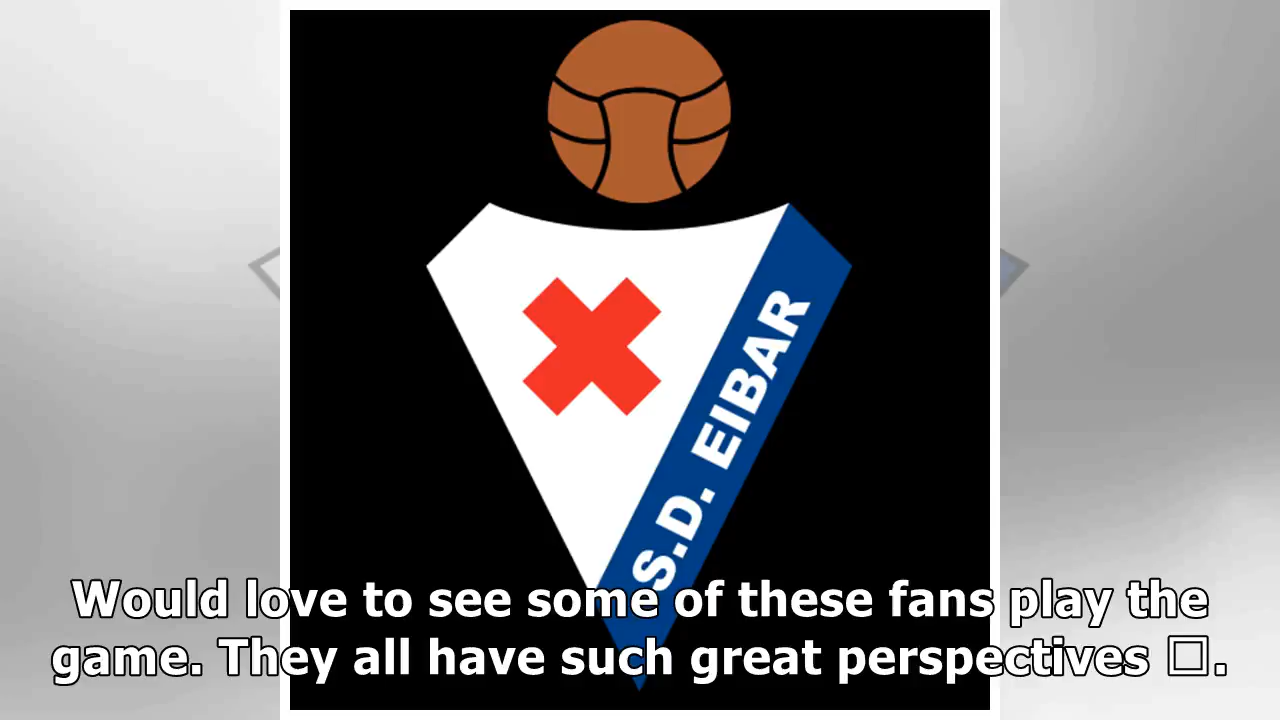 S.D. EIBAR
Would love to see some of these fans play the
game. They all have such great perspectives □.